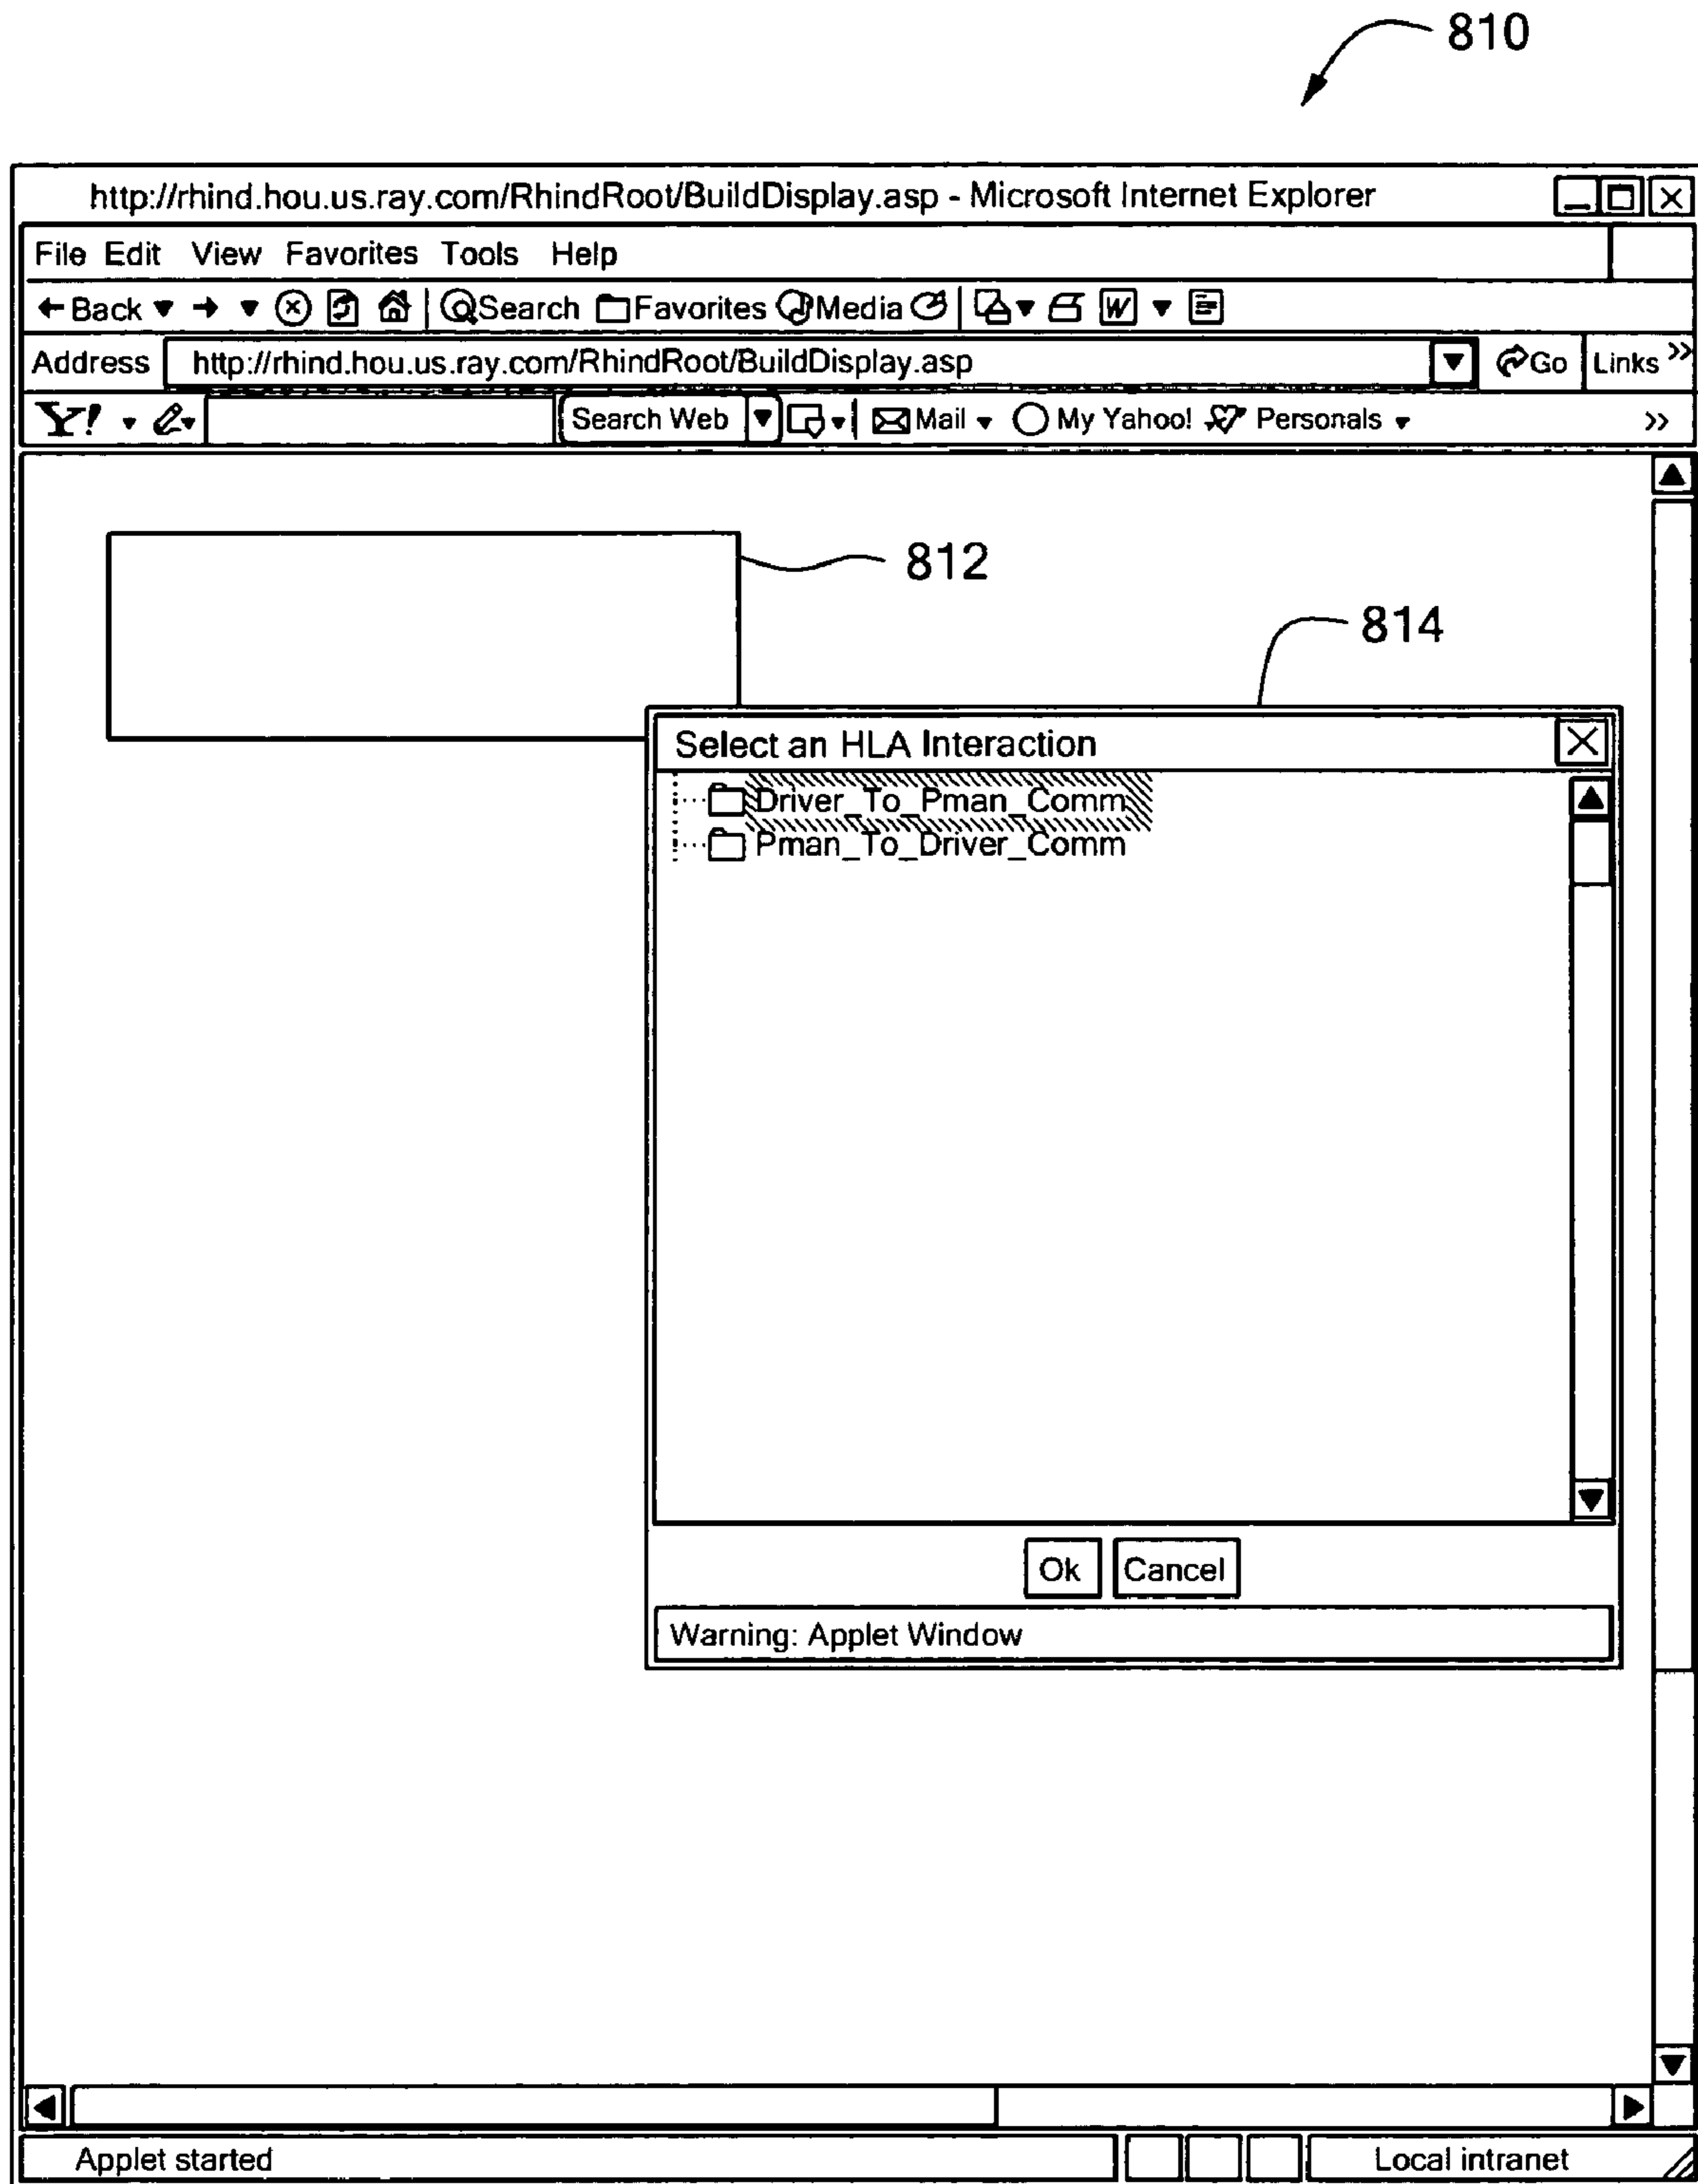 810
http://rhind.hou.us.ray.com/RhindRoot/BuildDisplay.asp - Microsoft Internet Explorer
File Edit View Favorites Tools Help
Back Search Favorites Media W
Address http://rhind.hou.us.ray.com/RhindRoot/BuildDisplay.asp Go Links »
Y! Search Web Mail My Yahoo! Personals »
812
814
Select an HLA Interaction
Driver_To_Pman_Comm
Pman_To_Driver_Comm
Ok Cancel
Warning: Applet Window
Applet started Local intranet